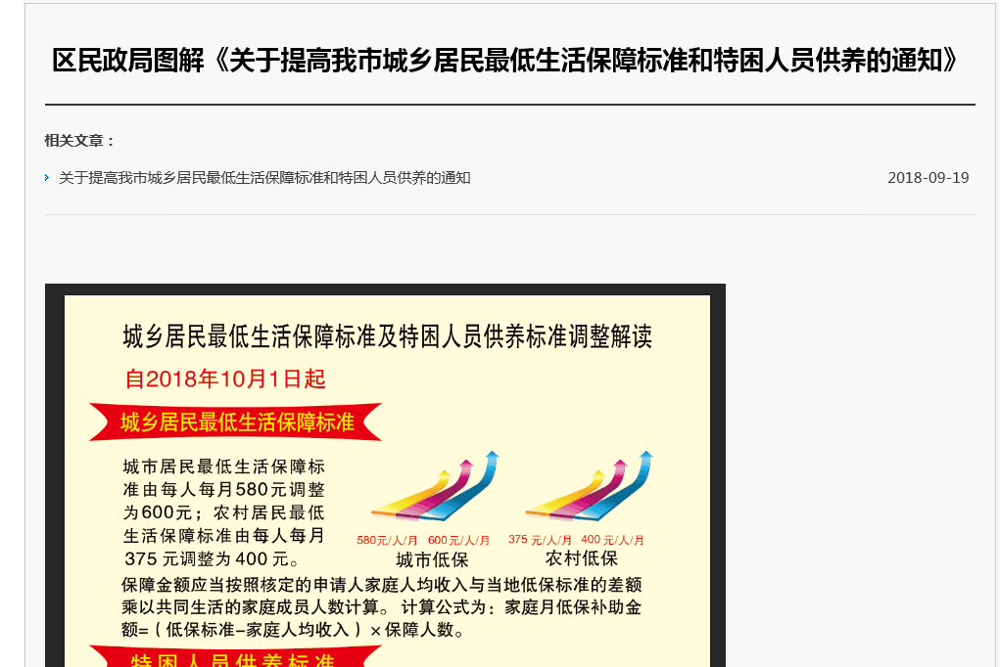 区民政局图解《关于提高我市城乡居民最低生活保障标准和特困人员供养的通知》
相关文章：
关于提高我市城乡居民最低生活保障标准和特困人员供养的通知 2018-09-19
城乡居民最低生活保障标准及特困人员供养标准调整解读
自2018年10月1日起
城乡居民最低生活保障标准
城市居民最低生活保障标
准由每人每月580元调整
为600元；农村居民最低
生活保障标准由每人每月
375 元调整为 400 元。
580元/人/月 600元/人/月 375 元/人/月 400 元/人/月
城市低保 农村低保
保障金额应当按照核定的申请人家庭人均收入与当地低保标准的差额
乘以共同生活的家庭成员人数计算。计算公式为：家庭月低保补助金
额=（低保标准-家庭人均收入）×保障人数。
特困人员供养标准